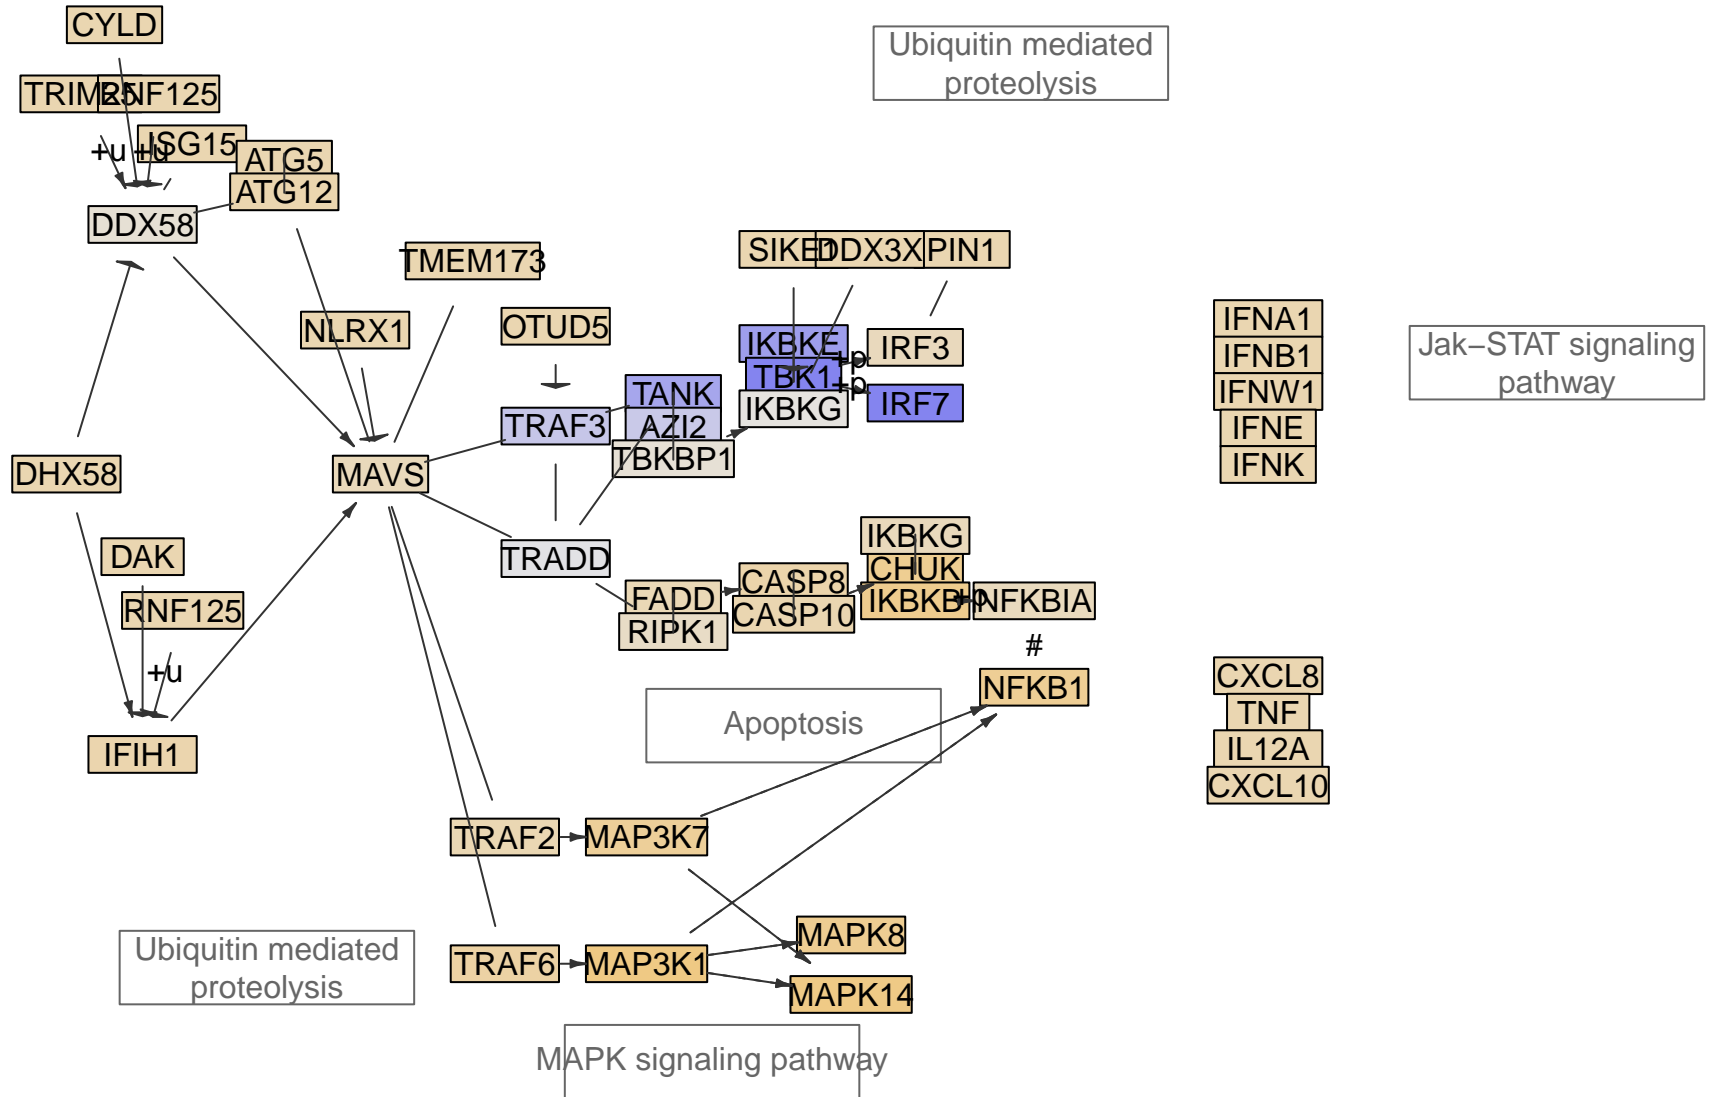 CYLD
Ubiquitin mediated
proteolysis
TRIM25
RNF125
+u
+u
ISG15
ATG5
ATG12
DDX58
TMEM173
SIKE1
DDX3X
PIN1
NLRX1
OTUD5
IFNA1
IFNB1
IFNW1
IFNE
IFNK
Jak−STAT signaling
pathway
IKBKE
TBK1
IKBKG
+p
+p
IRF3
IRF7
TANK
AZI2
TBKBP1
TRAF3
DHX58
MAVS
DAK
RNF125
+u
TRADD
IKBKG
CHUK
IKBKB
+p
NFKBIA
FADD
RIPK1
CASP8
CASP10
#
NFKB1
CXCL8
TNF
IL12A
CXCL10
Apoptosis
IFIH1
TRAF2
MAP3K7
TRAF6
MAP3K1
MAPK8
MAPK14
Ubiquitin mediated
proteolysis
MAPK signaling pathway